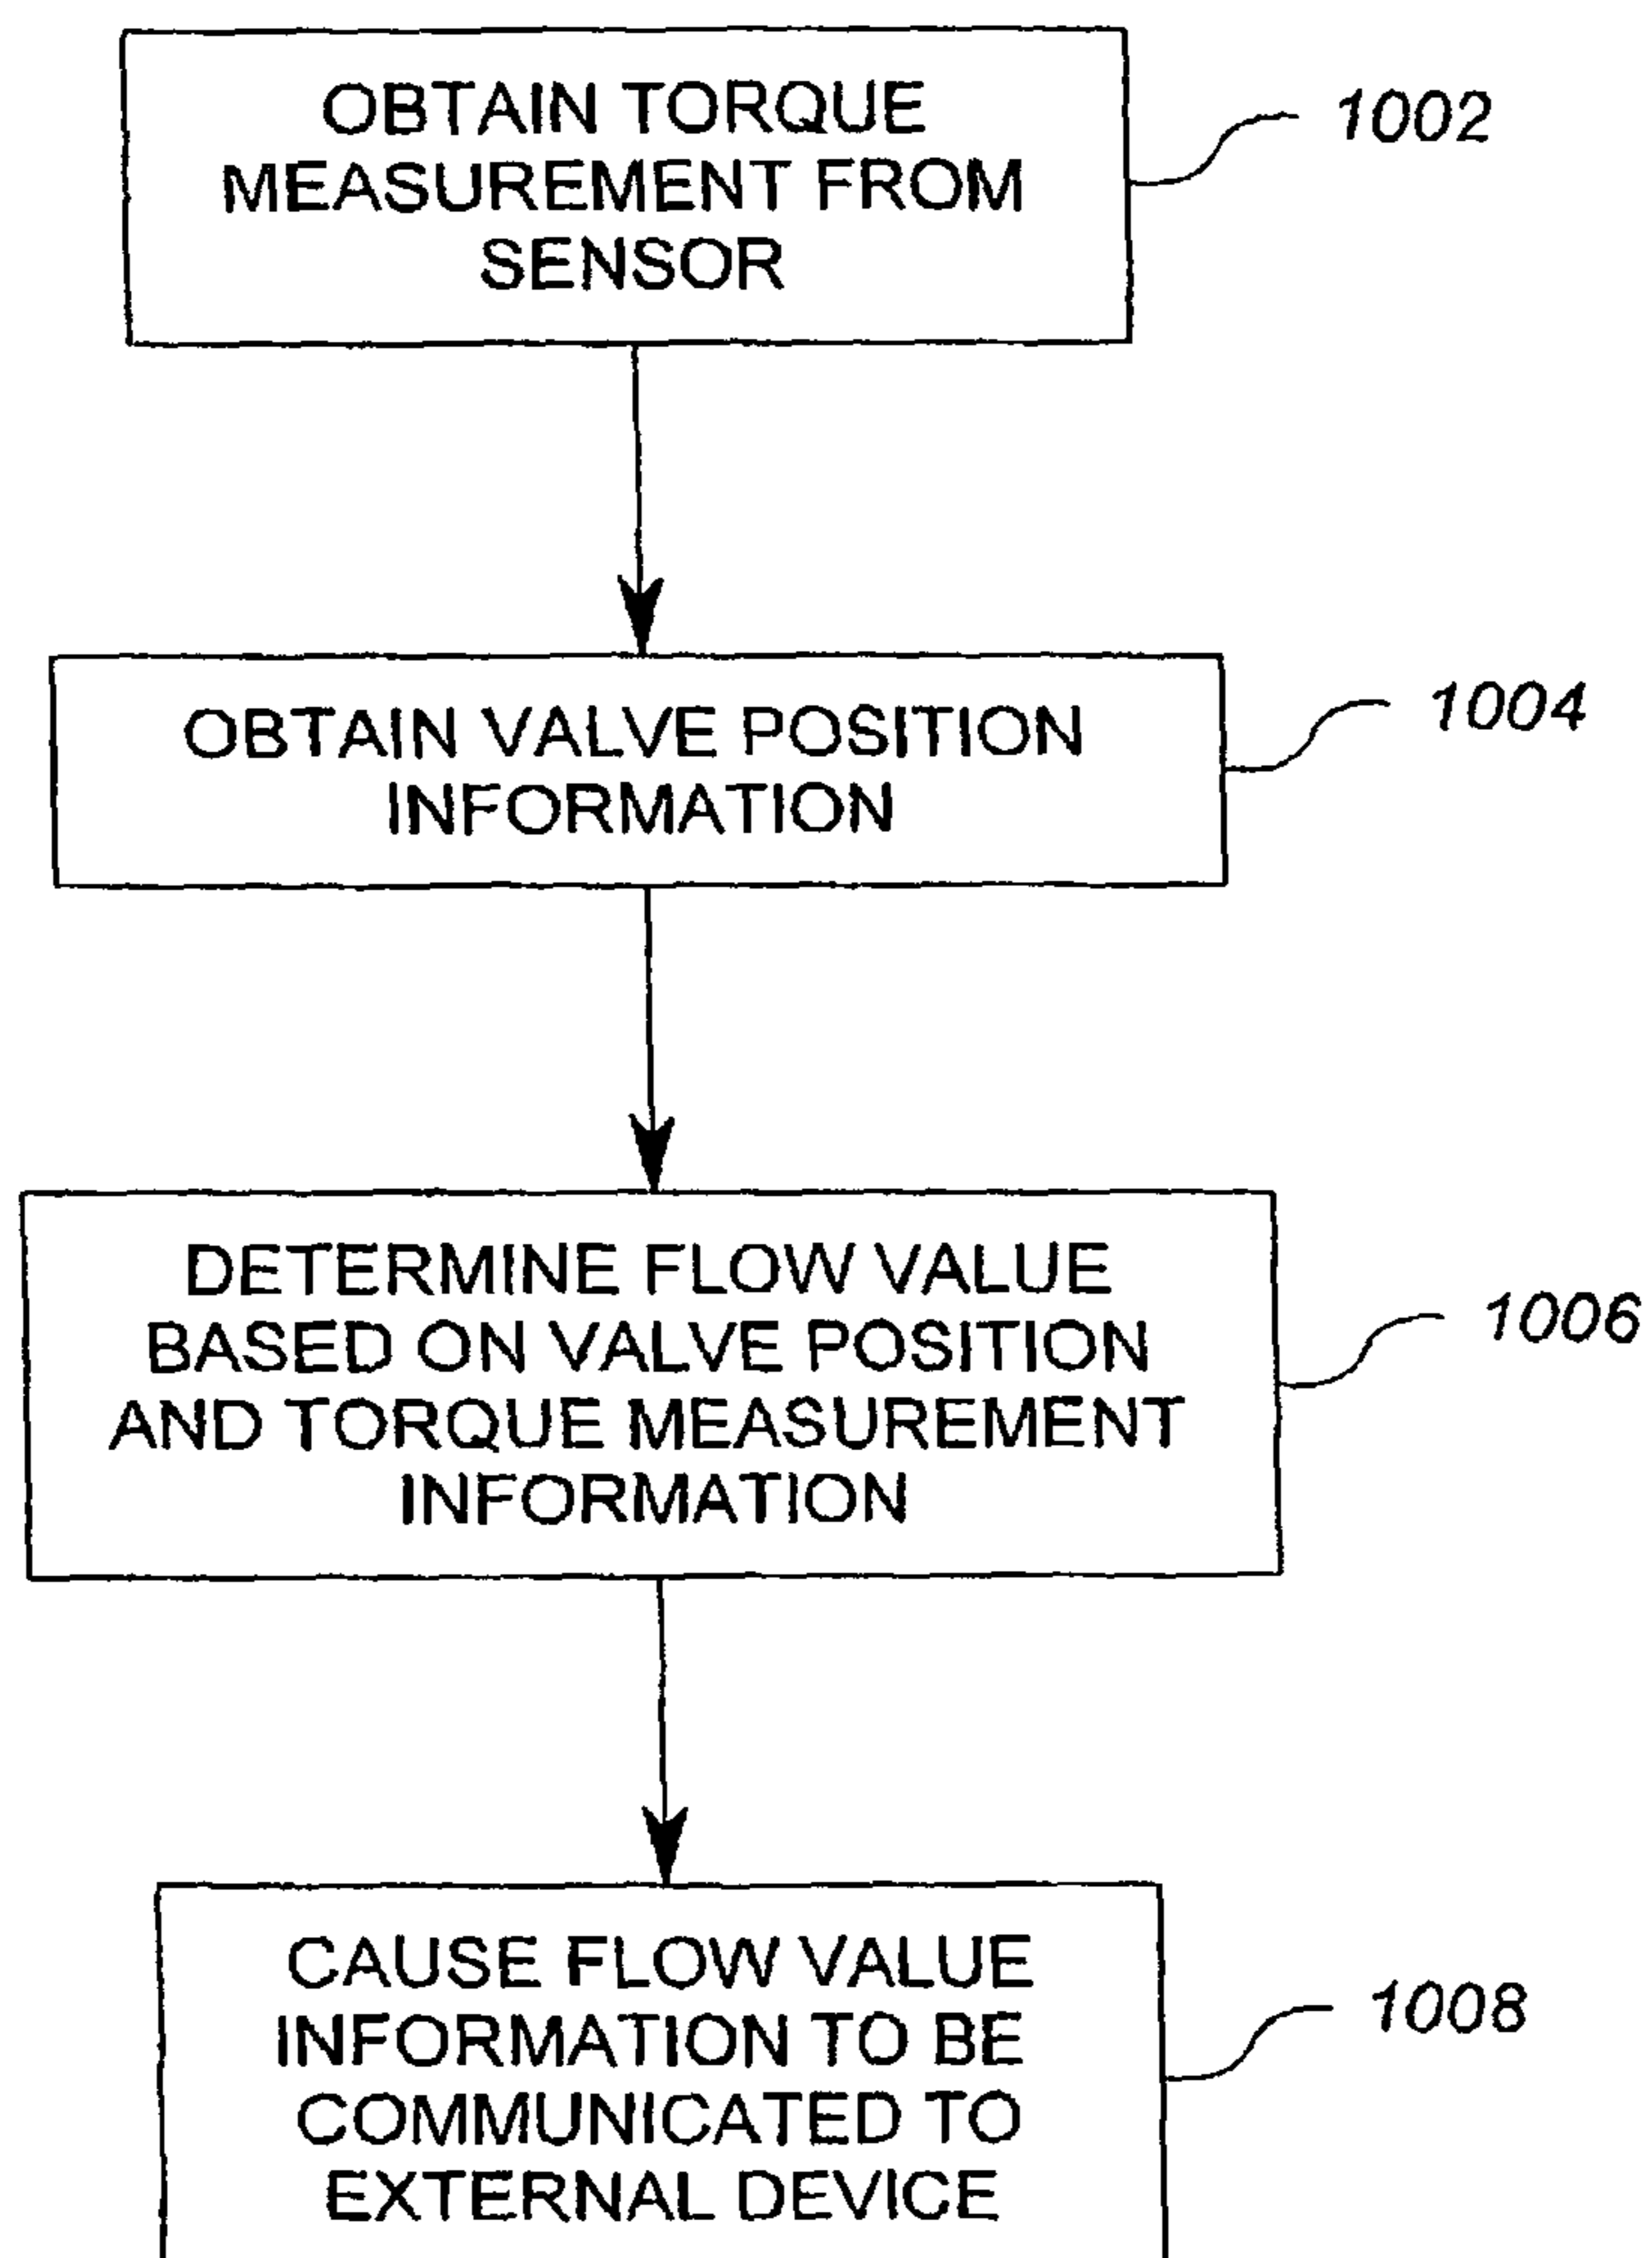 OBTAIN TORQUE
MEASUREMENT FROM
SENSOR
1002
OBTAIN VALVE POSITION
INFORMATION
1004
DETERMINE FLOW VALUE
BASED ON VALVE POSITION
AND TORQUE MEASUREMENT
INFORMATION
1006
CAUSE FLOW VALUE
INFORMATION TO BE
COMMUNICATED TO
EXTERNAL DEVICE
1008